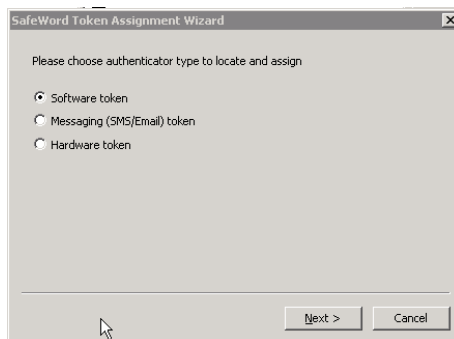 SafeWord Token Assignment Wizard
Please choose authenticator type to locate and assign
Software token
Messaging (SMS/Email) token
Hardware token
Next > Cancel